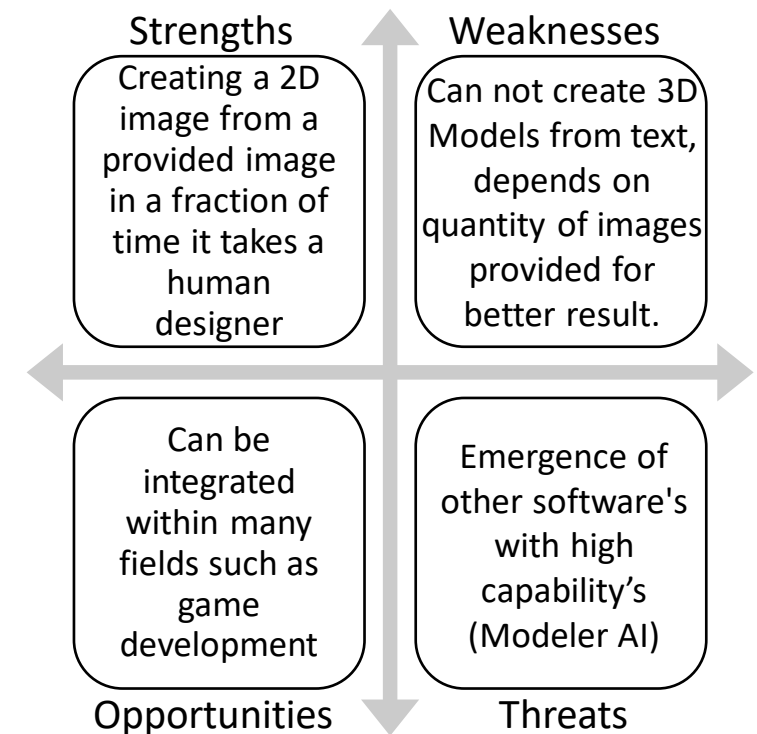 Strengths
Creating a 2D
image from a
provided image
in a fraction of
time it takes a
human
designer
Weaknesses
Can not create 3D
Models from text,
depends on
quantity of images
provided for
better result.
Can be
integrated
within many
fields such as
game
development
Opportunities
Emergence of
other software's
with high
capability’s
(Modeler AI)
Threats